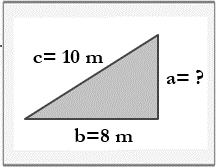 c= 10 m
a= ?
b=8 m